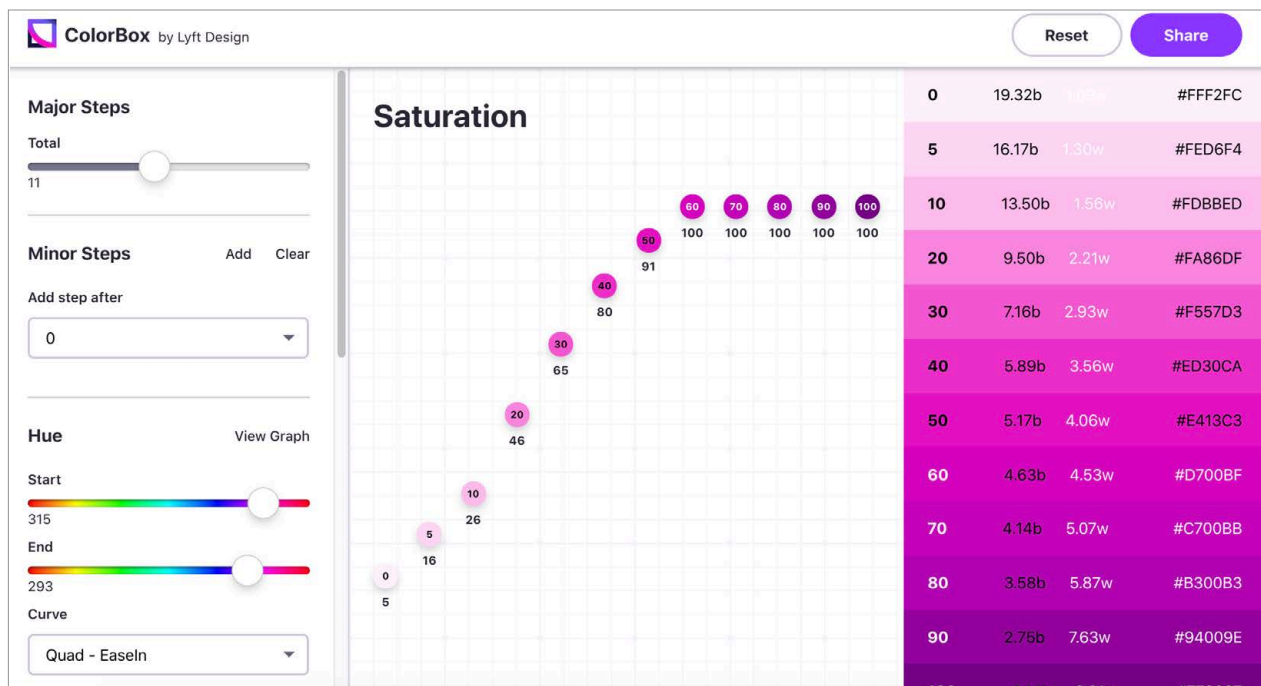 ColorBox by Lyft Design
Reset
Share
Major Steps
Total
11
Minor Steps
Add
Clear
Add step after
0
Hue
View Graph
Start
315
End
293
Curve
Quad - EaseIn
Saturation
60 70 80 90 100
100 100 100 100 100
50
91
40
80
30
65
20
46
10
26
5
16
0
5
0 19.32b 1.09w #FFF2FC
5 16.17b 1.30w #FED6F4
10 13.50b 1.56w #FDBBED
20 9.50b 2.21w #FA86DF
30 7.16b 2.93w #F557D3
40 5.89b 3.56w #ED30CA
50 5.17b 4.06w #E413C3
60 4.63b 4.53w #D700BF
70 4.14b 5.07w #C700BB
80 3.58b 5.87w #B300B3
90 2.75b 7.63w #94009E